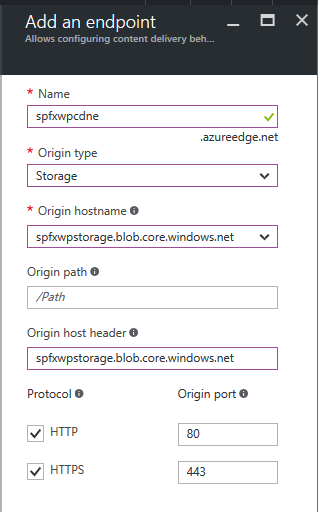 Add an endpoint
Allows configuring content delivery beh...
* Name
spfxwpcdne
.azureedge.net
* Origin type
Storage
* Origin hostname
spfxwpstorage.blob.core.windows.net
Origin path
/Path
Origin host header
spfxwpstorage.blob.core.windows.net
Protocol Origin port
HTTP 80
HTTPS 443